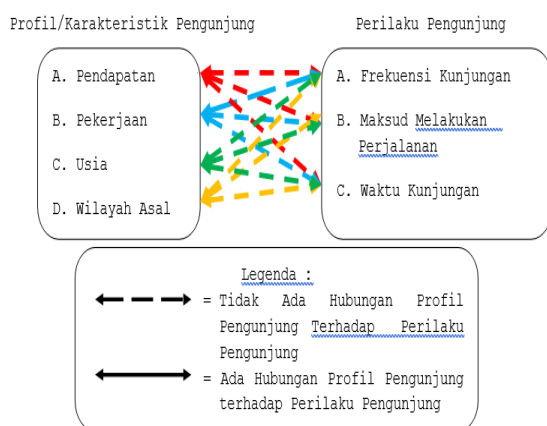 Profil/Karakteristik Pengunjung
Perilaku Pengunjung
A. Pendapatan
B. Pekerjaan
C. Usia
D. Wilayah Asal
A. Frekuensi Kunjungan
B. Maksud Melakukan
Perjalanan
C. Waktu Kunjungan
Legenda :
= Tidak Ada Hubungan Profil
Pengunjung Terhadap Perilaku
Pengunjung
= Ada Hubungan Profil Pengunjung
terhadap Perilaku Pengunjung